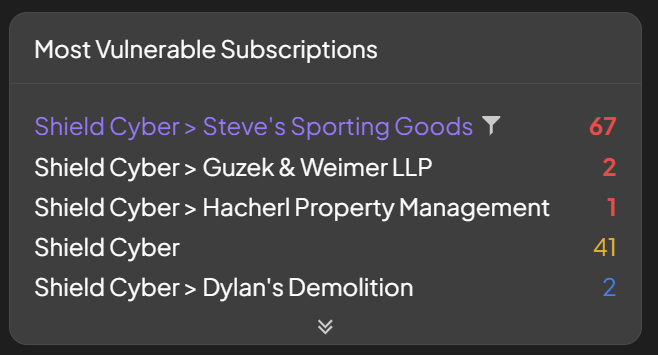 Most Vulnerable Subscriptions
Shield Cyber > Steve's Sporting Goods 67
Shield Cyber > Guzek & Weimer LLP 2
Shield Cyber > Hacherl Property Management 1
Shield Cyber 41
Shield Cyber > Dylan's Demolition 2